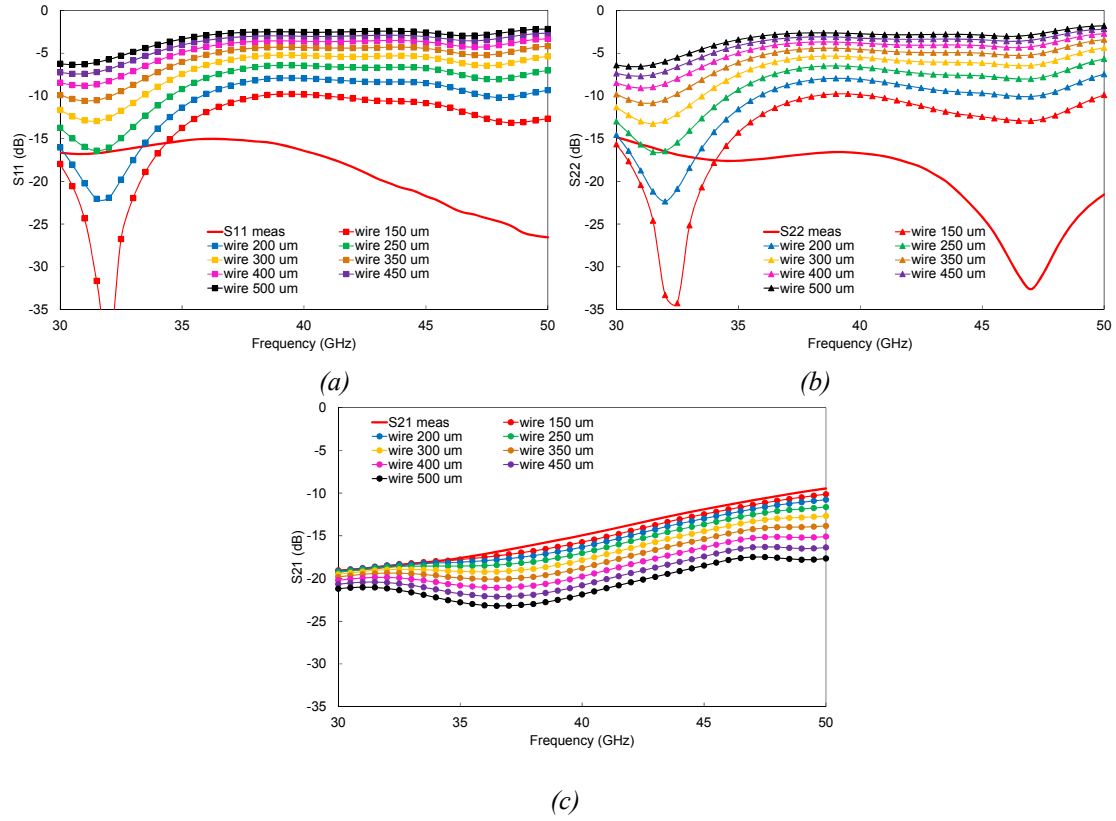 0
-5
-10
-15
-20
-25
-30
-35
S11 (dB)
S11 meas
wire 150 um
wire 200 um
wire 250 um
wire 300 um
wire 350 um
wire 400 um
wire 450 um
wire 500 um
30 35 40 45 50
Frequency (GHz)
(a)
0
-5
-10
-15
-20
-25
-30
-35
S22 (dB)
S22 meas
wire 150 um
wire 200 um
wire 250 um
wire 300 um
wire 350 um
wire 400 um
wire 450 um
wire 500 um
30 35 40 45 50
Frequency (GHz)
(b)
0
-5
-10
-15
-20
-25
-30
-35
S21 (dB)
S21 meas
wire 150 um
wire 200 um
wire 250 um
wire 300 um
wire 350 um
wire 400 um
wire 450 um
wire 500 um
30 35 40 45 50
Frequency (GHz)
(c)